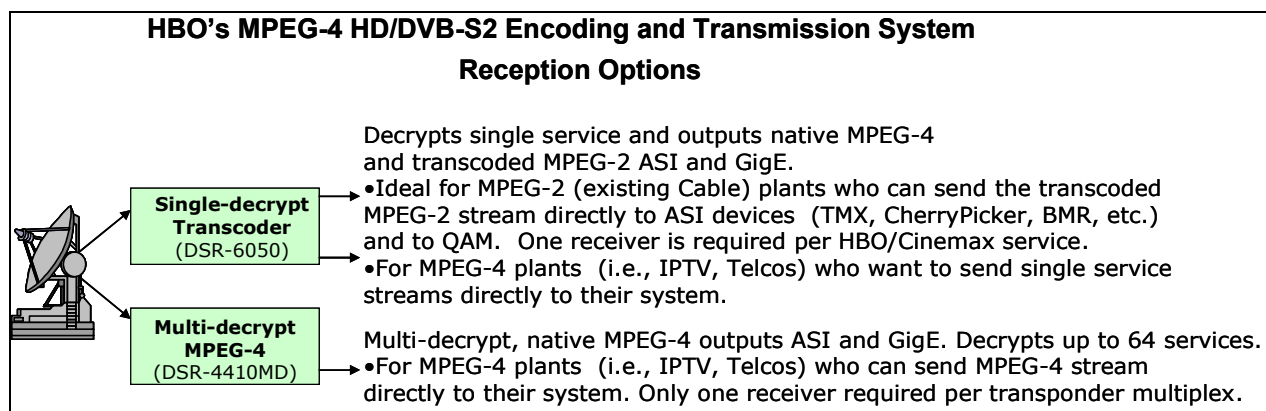 HBO's MPEG-4 HD/DVB-S2 Encoding and Transmission System
Reception Options
Decrypts single service and outputs native MPEG-4
and transcoded MPEG-2 ASI and GigE.
•Ideal for MPEG-2 (existing Cable) plants who can send the transcoded
MPEG-2 stream directly to ASI devices (TMX, CherryPicker, BMR, etc.)
and to QAM. One receiver is required per HBO/Cinemax service.
•For MPEG-4 plants (i.e., IPTV, Telcos) who want to send single service
streams directly to their system.
Single-decrypt
Transcoder
(DSR-6050)
Multi-decrypt
MPEG-4
(DSR-4410MD)
Multi-decrypt, native MPEG-4 outputs ASI and GigE. Decrypts up to 64 services.
•For MPEG-4 plants (i.e., IPTV, Telcos) who can send MPEG-4 stream
directly to their system. Only one receiver required per transponder multiplex.